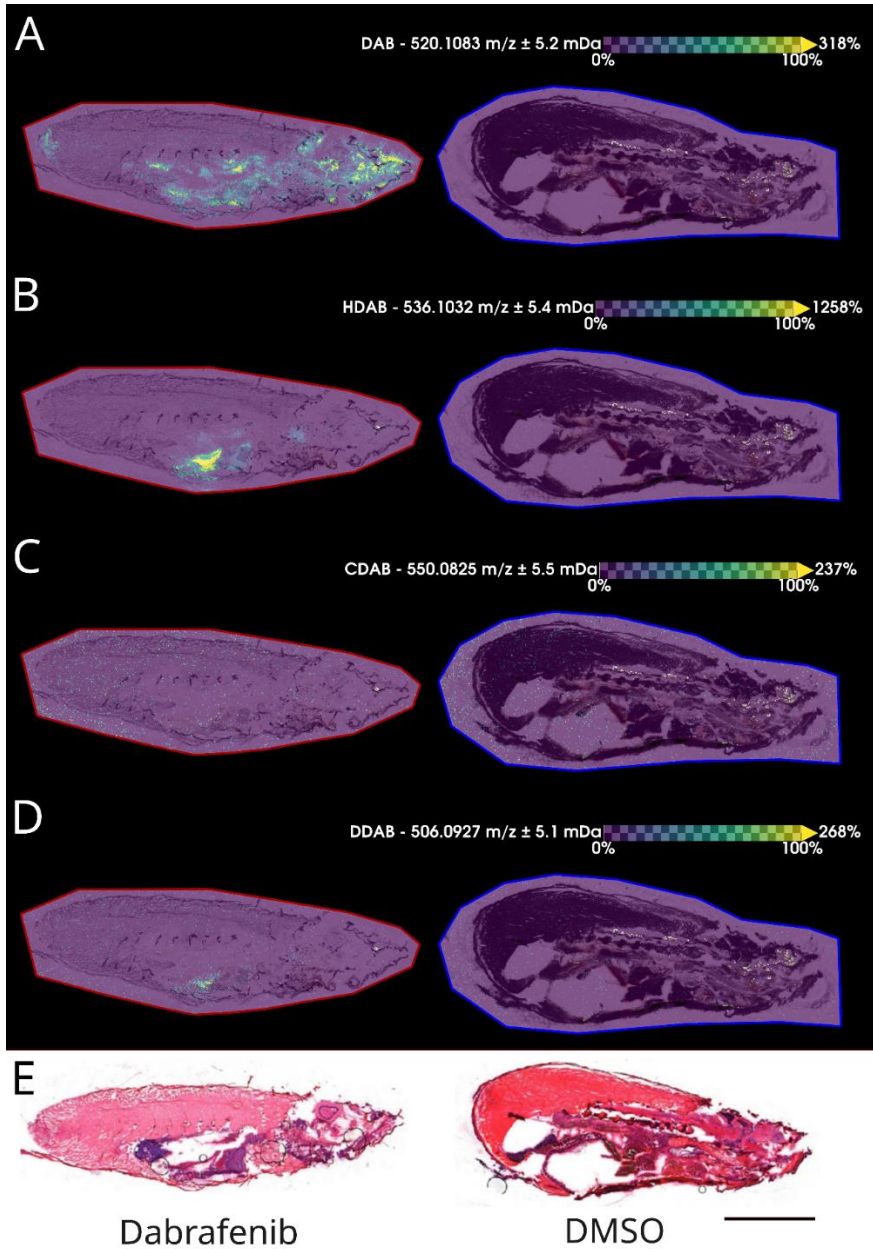 A
DAB - 520.1083 m/z ± 5.2 mDa
318%
0%
100%
B
HDAB - 536.1032 m/z ± 5.4 mDa
1258%
0%
100%
C
CDAB - 550.0825 m/z ± 5.5 mDa
237%
0%
100%
D
DDAB - 506.0927 m/z ± 5.1 mDa
268%
0%
100%
E
Dabrafenib
DMSO